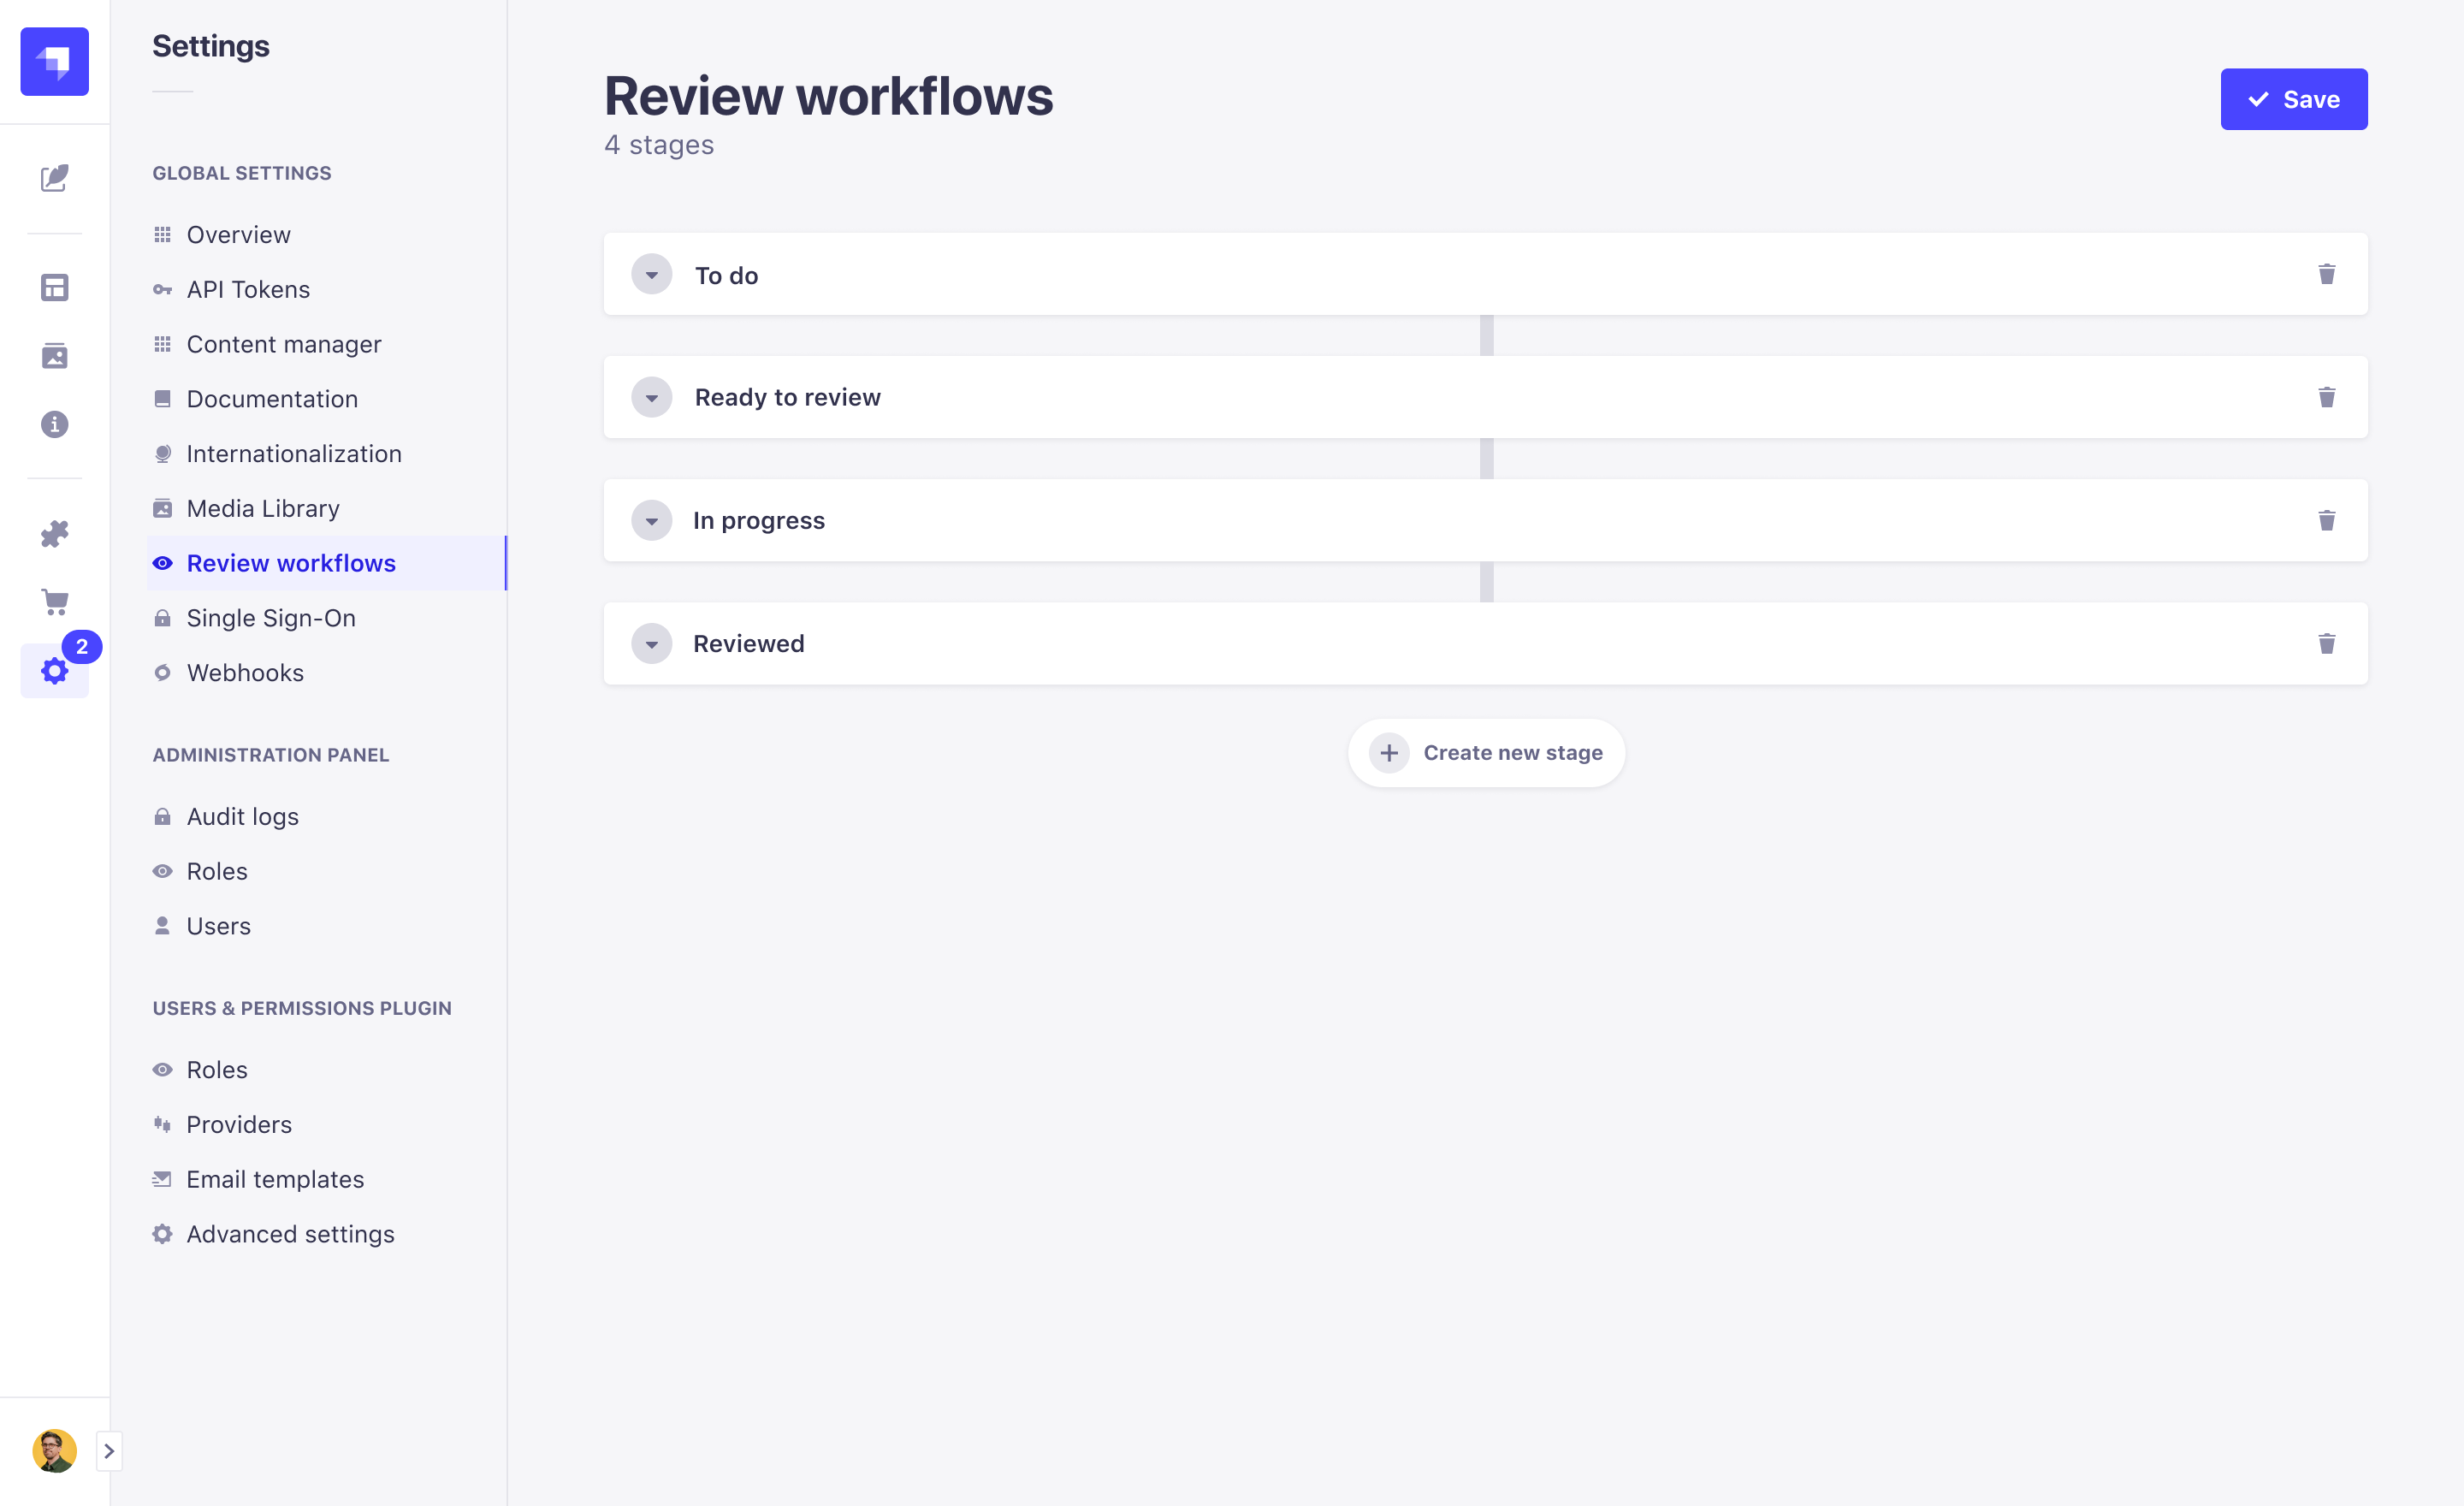 Settings
GLOBAL SETTINGS
Overview
API Tokens
Content manager
Documentation
Internationalization
Media Library
Review workflows
Single Sign-On
2
Webhooks
ADMINISTRATION PANEL
Audit logs
Roles
Users
USERS & PERMISSIONS PLUGIN
Roles
Providers
Email templates
Advanced settings
Review workflows
4 stages
Save
To do
Ready to review
In progress
Reviewed
Create new stage